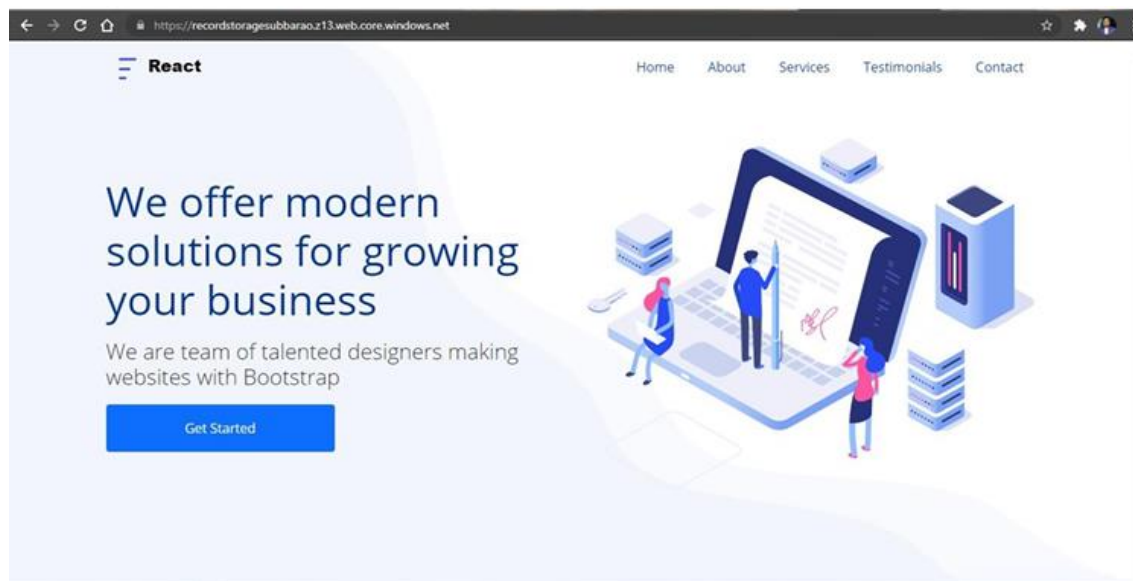 https://recordstoragesubbarao.z13.web.core.windows.net
React
Home About Services Testimonials Contact
We offer modern
solutions for growing
your business
We are team of talented designers making
websites with Bootstrap
Get Started